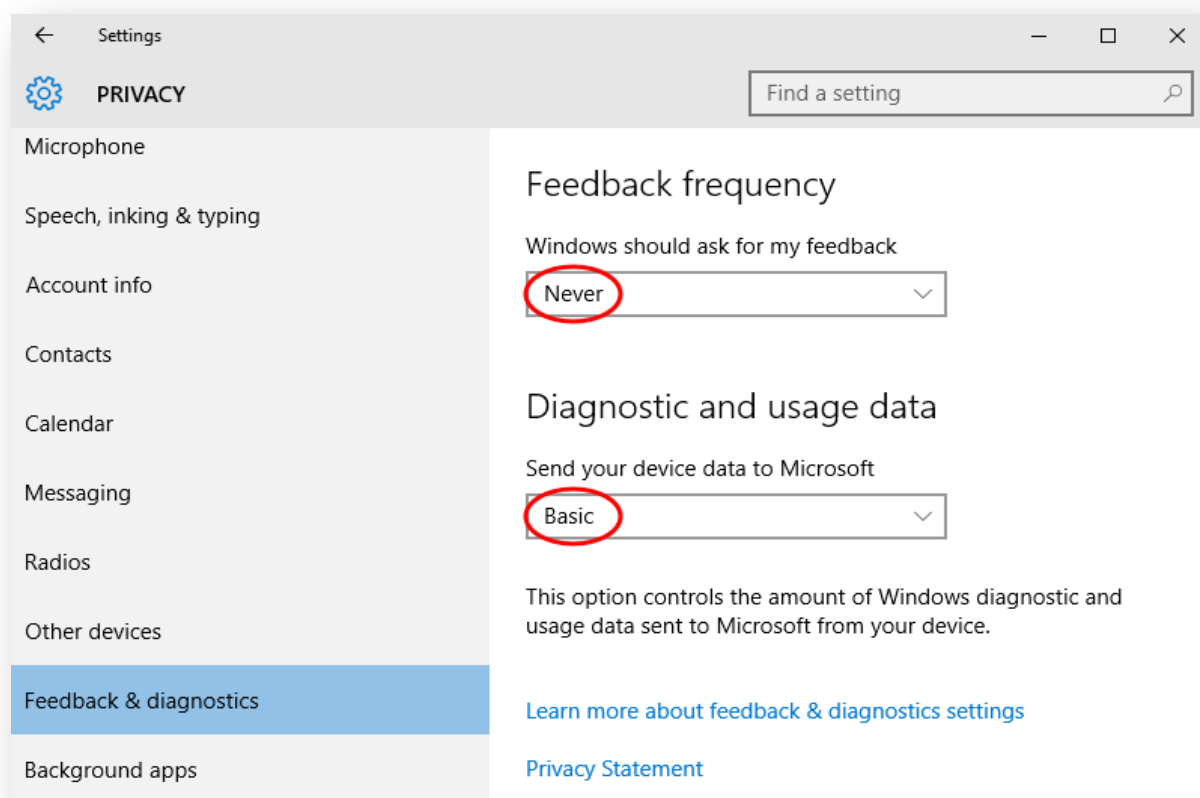 Settings
PRIVACY
Find a setting
Microphone
Speech, inking & typing
Account info
Contacts
Calendar
Messaging
Radios
Other devices
Feedback & diagnostics
Background apps
Feedback frequency
Windows should ask for my feedback
Never
Diagnostic and usage data
Send your device data to Microsoft
Basic
This option controls the amount of Windows diagnostic and
usage data sent to Microsoft from your device.
Learn more about feedback & diagnostics settings
Privacy Statement